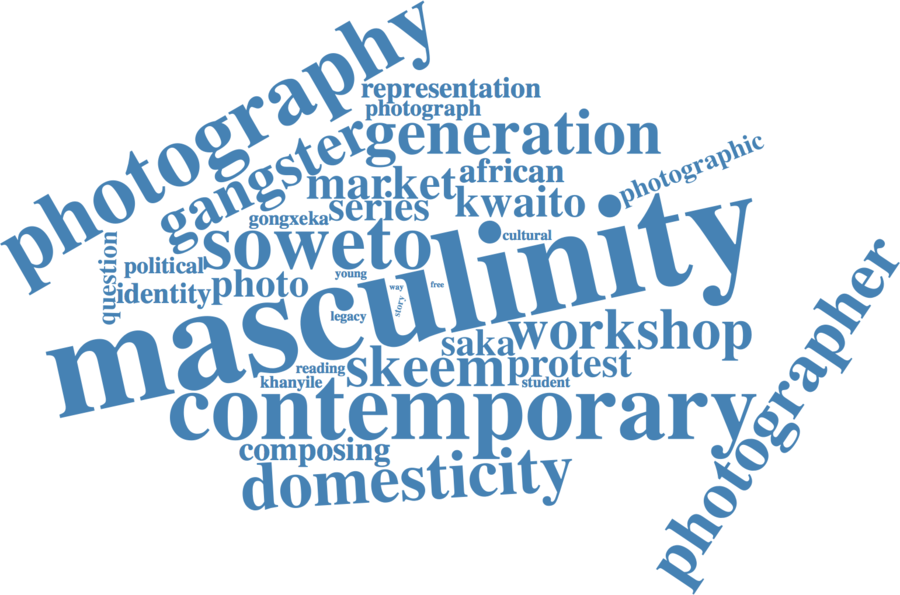 photography
representation
photograph
generation
gangster
african
photographic
market
series
kwaito
gongxeka
soweto
cultural
question
political
young
photo
identity
way
free
story
legacy
masculinity
workshop
saka
protest
reading
skeem
khanyile
student
contemporary
photographer
composing
domesticity